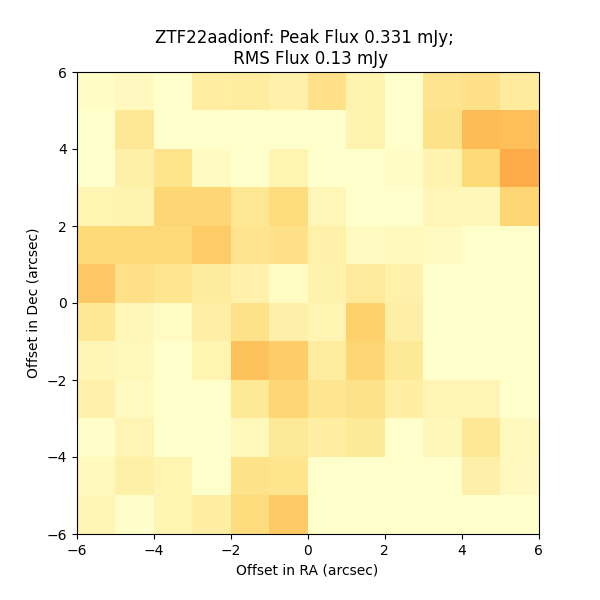 ZTF22aadionf: Peak Flux 0.331 mJy;
RMS Flux 0.13 mJy
6
4
2
0
−2
−4
−6
Offset in Dec (arcsec)
−6 −4 −2 0 2 4 6
Offset in RA (arcsec)